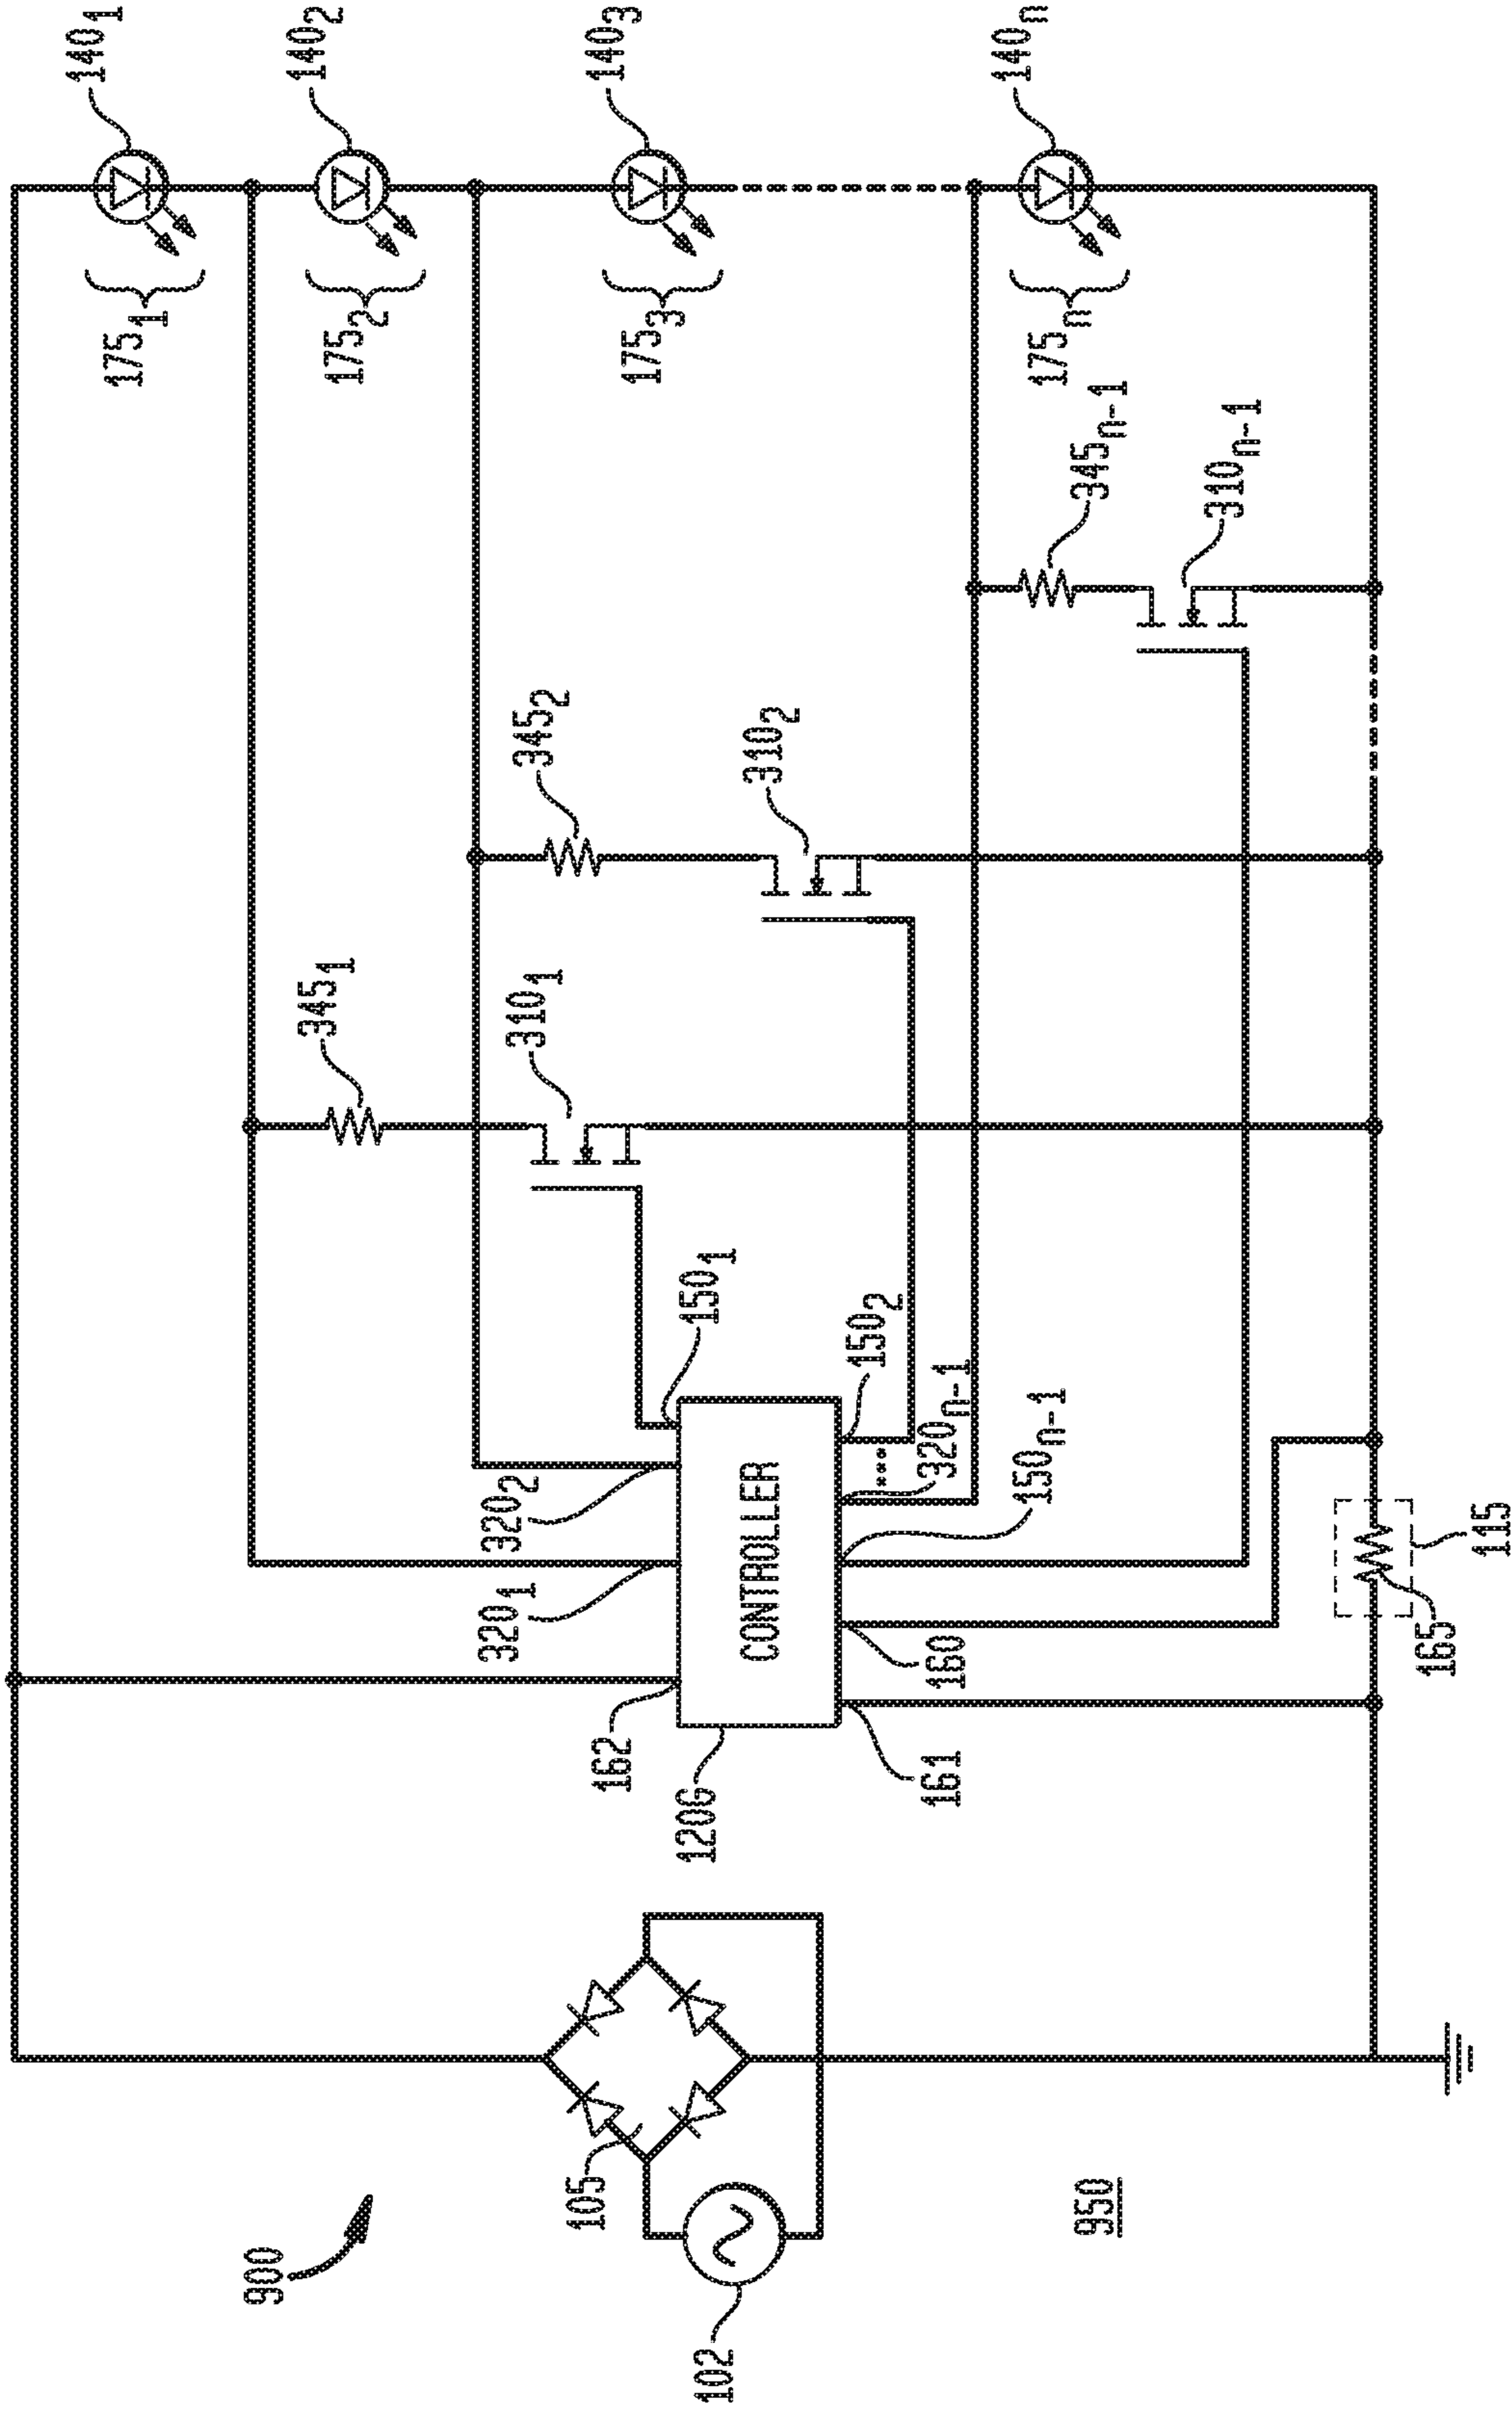 900
102
105
950
120G
CONTROLLER
162
320₁
320₂
150₁
150₂
320ₙ₋₁
150ₙ₋₁
160
161
165
115
345₁
310₁
345₂
310₂
345ₙ₋₁
310ₙ₋₁
175₁
175₂
175₃
175ₙ
140₁
140₂
140₃
140ₙ